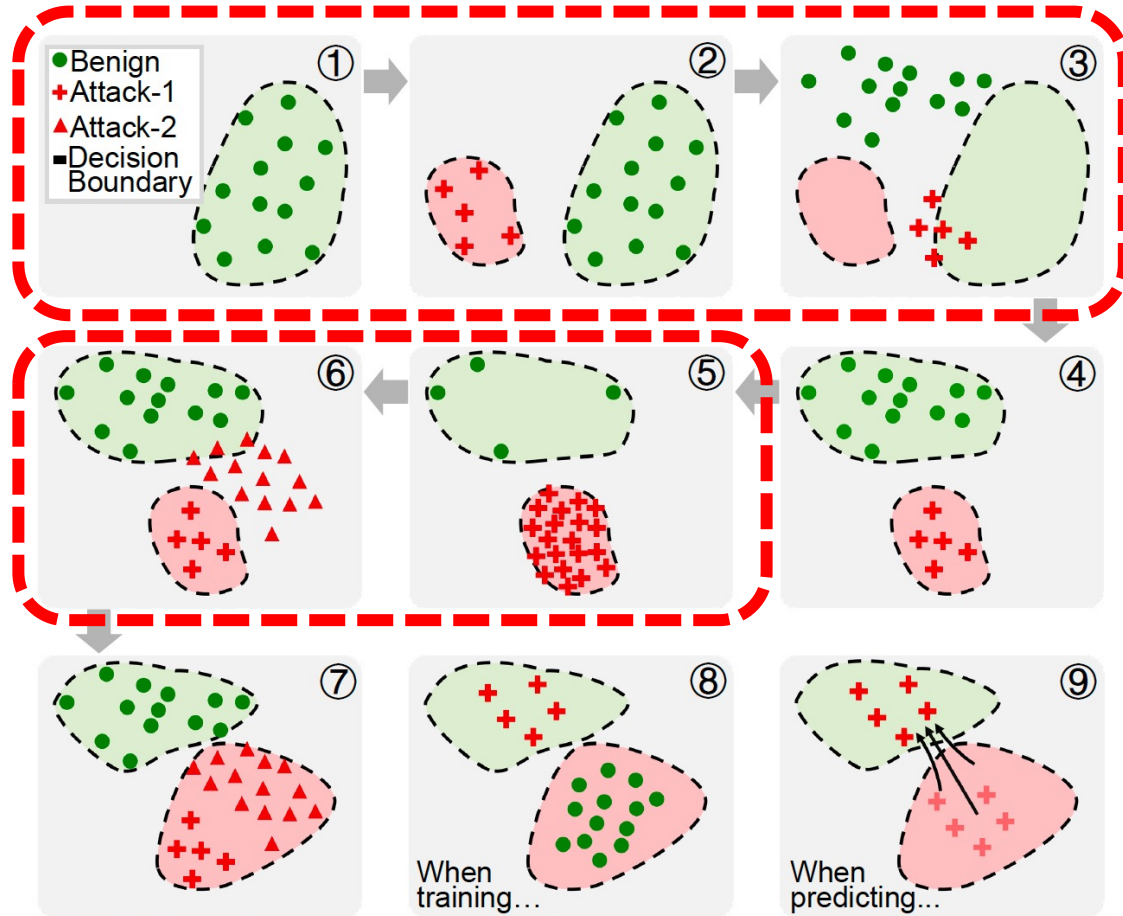 Benign
Attack-1
Attack-2
Decision
Boundary
①
②
③
⑥
⑤
④
⑦
⑧
When
training…
⑨
When
predicting...